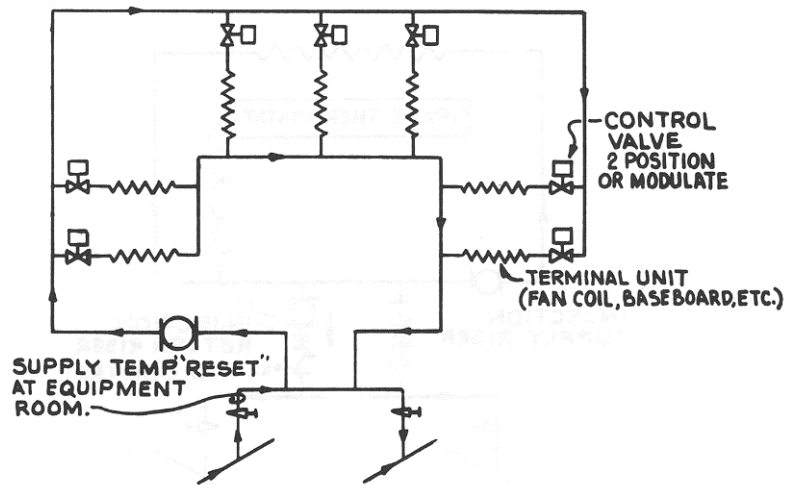 CONTROL
VALVE
2 POSITION
OR MODULATE
TERMINAL UNIT
(FAN COIL, BASEBOARD, ETC.)
SUPPLY TEMP. "RESET"
AT EQUIPMENT
ROOM.